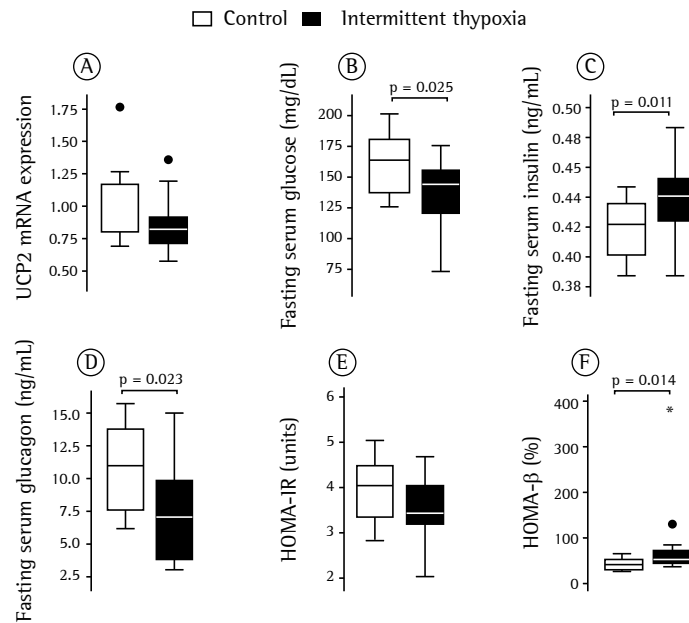 Control Intermittent thypoxia
A
UCP2 mRNA expression
1.75
1.50
1.25
1.00
0.75
0.50
B
Fasting serum glucose (mg/dL)
p = 0.025
200
175
150
125
100
75
C
Fasting serum insulin (ng/mL)
p = 0.011
0.50
0.48
0.44
0.42
0.40
0.38
D
Fasting serum glucagon (ng/mL)
p = 0.023
15.0
12.5
10.0
7.5
5.0
2.5
E
HOMA-IR (units)
6
5
4
3
2
F
HOMA-β (%)
p = 0.014
400
300
150
100
50
0
*